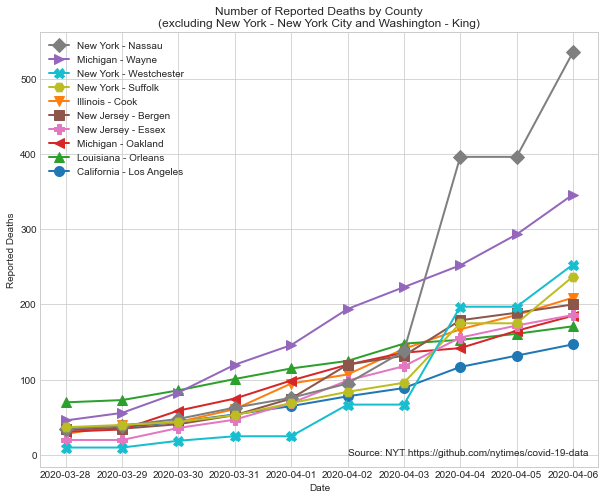 Number of Reported Deaths by County
(excluding New York - New York City and Washington - King)
New York - Nassau
Michigan - Wayne
New York - Westchester
New York - Suffolk
Illinois - Cook
New Jersey - Bergen
New Jersey - Essex
Michigan - Oakland
Louisiana - Orleans
California - Los Angeles
500
400
300
200
100
0
Reported Deaths
Source: NYT https://github.com/nytimes/covid-19-data
2020-03-28 2020-03-29 2020-03-30 2020-03-31 2020-04-01 2020-04-02 2020-04-03 2020-04-04 2020-04-05 2020-04-06
Date